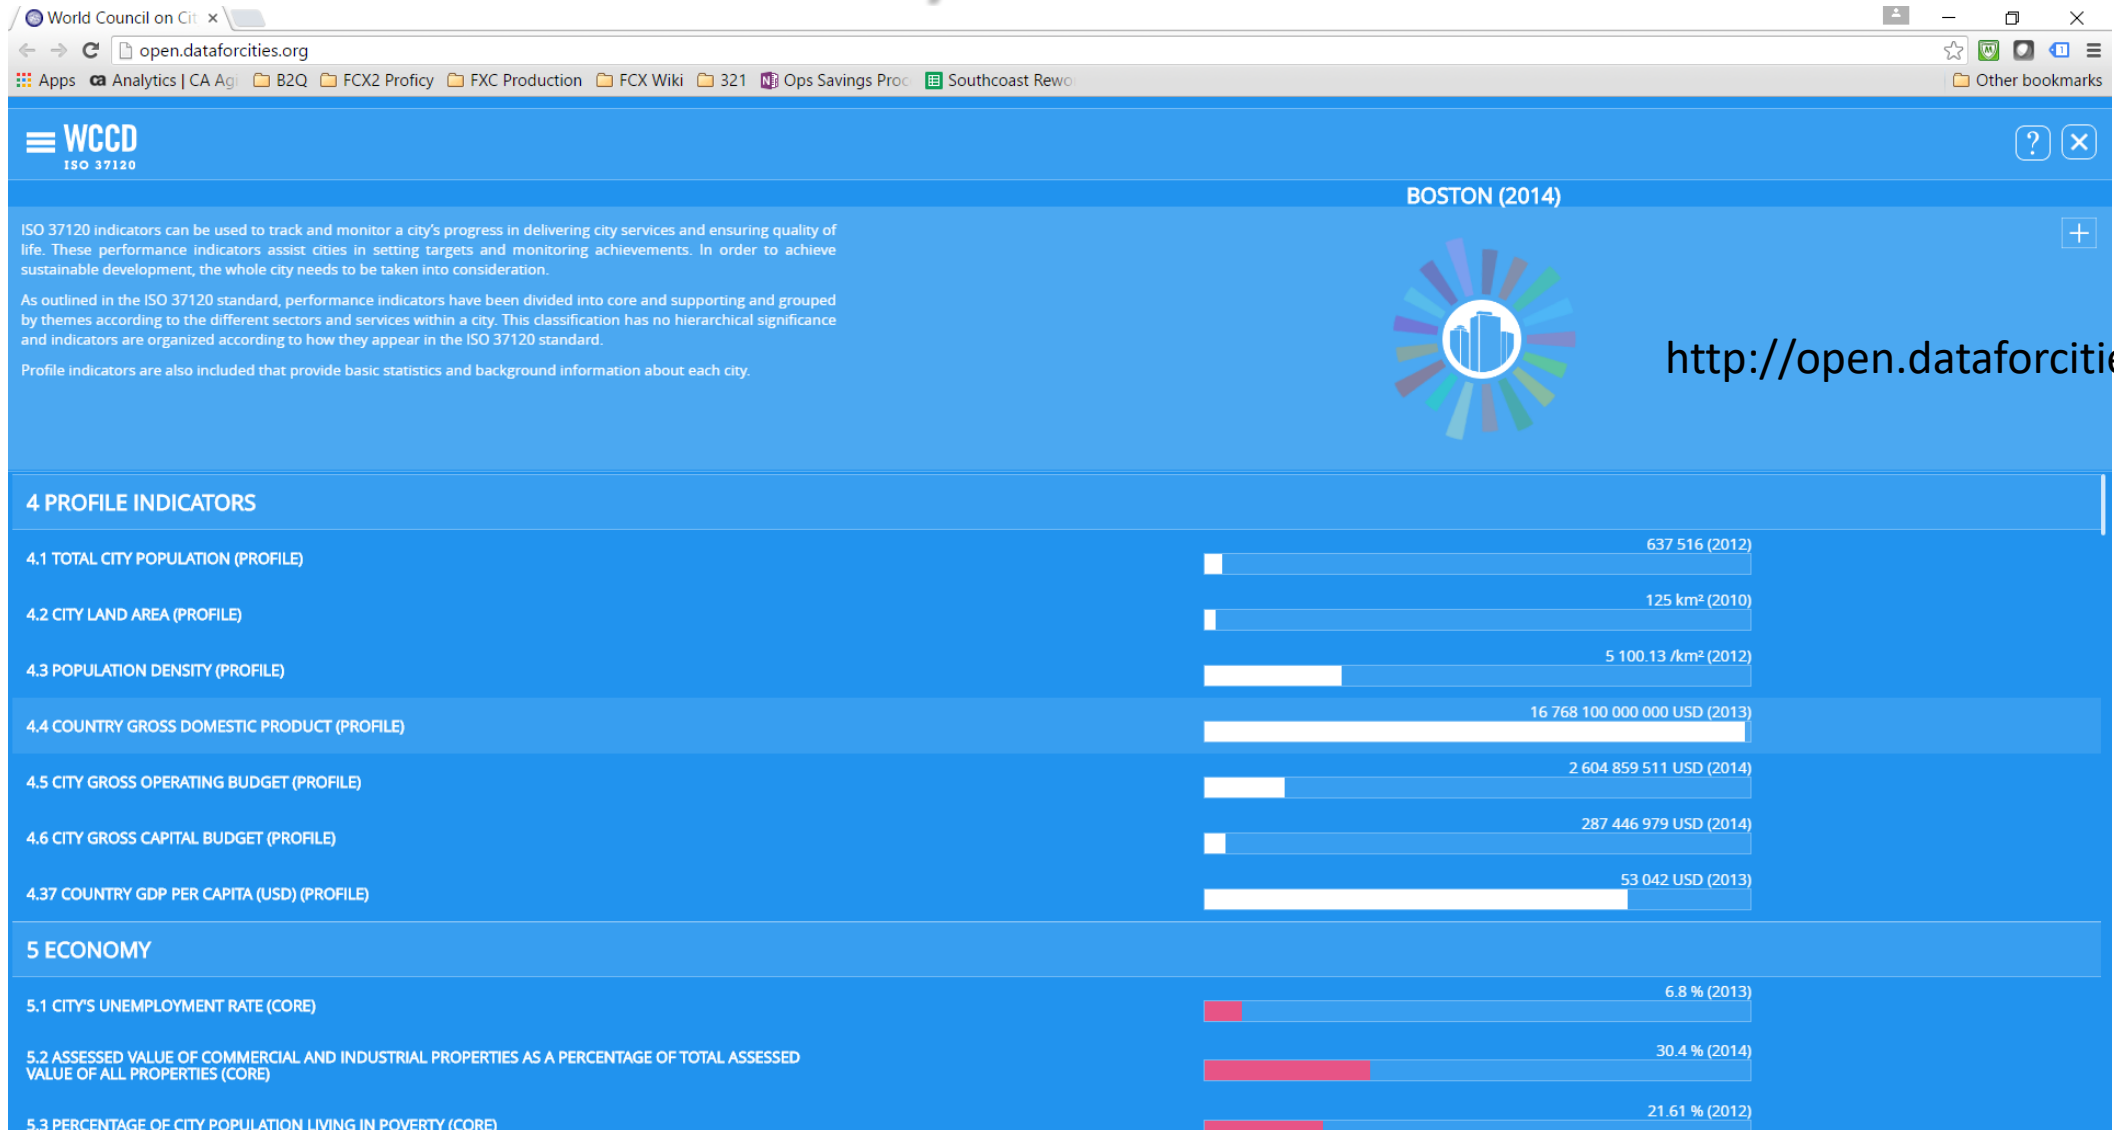 World Council on Cit
open.dataforcities.org
Apps
ca Analytics | CA Agi
B2Q
FCX2 Proficy
FXC Production
FCX Wiki
321
Ops Savings Proc
Southcoast Rewo
Other bookmarks
WCCD
ISO 37120
?
BOSTON (2014)
ISO 37120 indicators can be used to track and monitor a city's progress in delivering city services and ensuring quality of
life. These performance indicators assist cities in setting targets and monitoring achievements. In order to achieve
sustainable development, the whole city needs to be taken into consideration.
As outlined in the ISO 37120 standard, performance indicators have been divided into core and supporting and grouped
by themes according to the different sectors and services within a city. This classification has no hierarchical significance
and indicators are organized according to how they appear in the ISO 37120 standard.
Profile indicators are also included that provide basic statistics and background information about each city.
http://open.dataforcitie
4 PROFILE INDICATORS
4.1 TOTAL CITY POPULATION (PROFILE)
637 516 (2012)
4.2 CITY LAND AREA (PROFILE)
125 km² (2010)
4.3 POPULATION DENSITY (PROFILE)
5 100.13 /km² (2012)
4.4 COUNTRY GROSS DOMESTIC PRODUCT (PROFILE)
16 768 100 000 000 USD (2013)
4.5 CITY GROSS OPERATING BUDGET (PROFILE)
2 604 859 511 USD (2014)
4.6 CITY GROSS CAPITAL BUDGET (PROFILE)
287 446 979 USD (2014)
4.37 COUNTRY GDP PER CAPITA (USD) (PROFILE)
53 042 USD (2013)
5 ECONOMY
5.1 CITY'S UNEMPLOYMENT RATE (CORE)
6.8 % (2013)
5.2 ASSESSED VALUE OF COMMERCIAL AND INDUSTRIAL PROPERTIES AS A PERCENTAGE OF TOTAL ASSESSED
VALUE OF ALL PROPERTIES (CORE)
30.4 % (2014)
5.3 PERCENTAGE OF CITY POPULATION LIVING IN POVERTY (CORE)
21.61 % (2012)